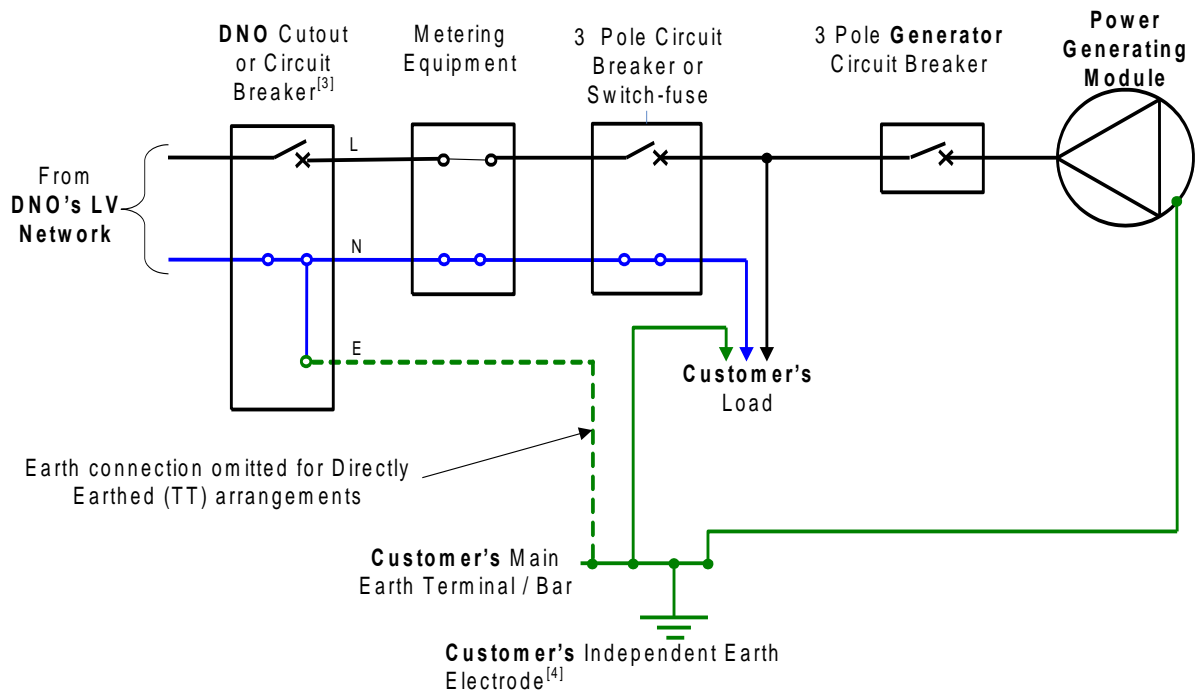 DNO Cutout
or Circuit
Breaker[3]
Metering
Equipment
3 Pole Circuit
Breaker or
Switch-fuse
3 Pole Generator
Circuit Breaker
Power
Generating
Module
L
From
DNO's LV
Network
N
E
Customer's
Load
Earth connection omitted for Directly
Earthed (TT) arrangements
Customer's Main
Earth Terminal / Bar
Customer's Independent Earth
Electrode[4]